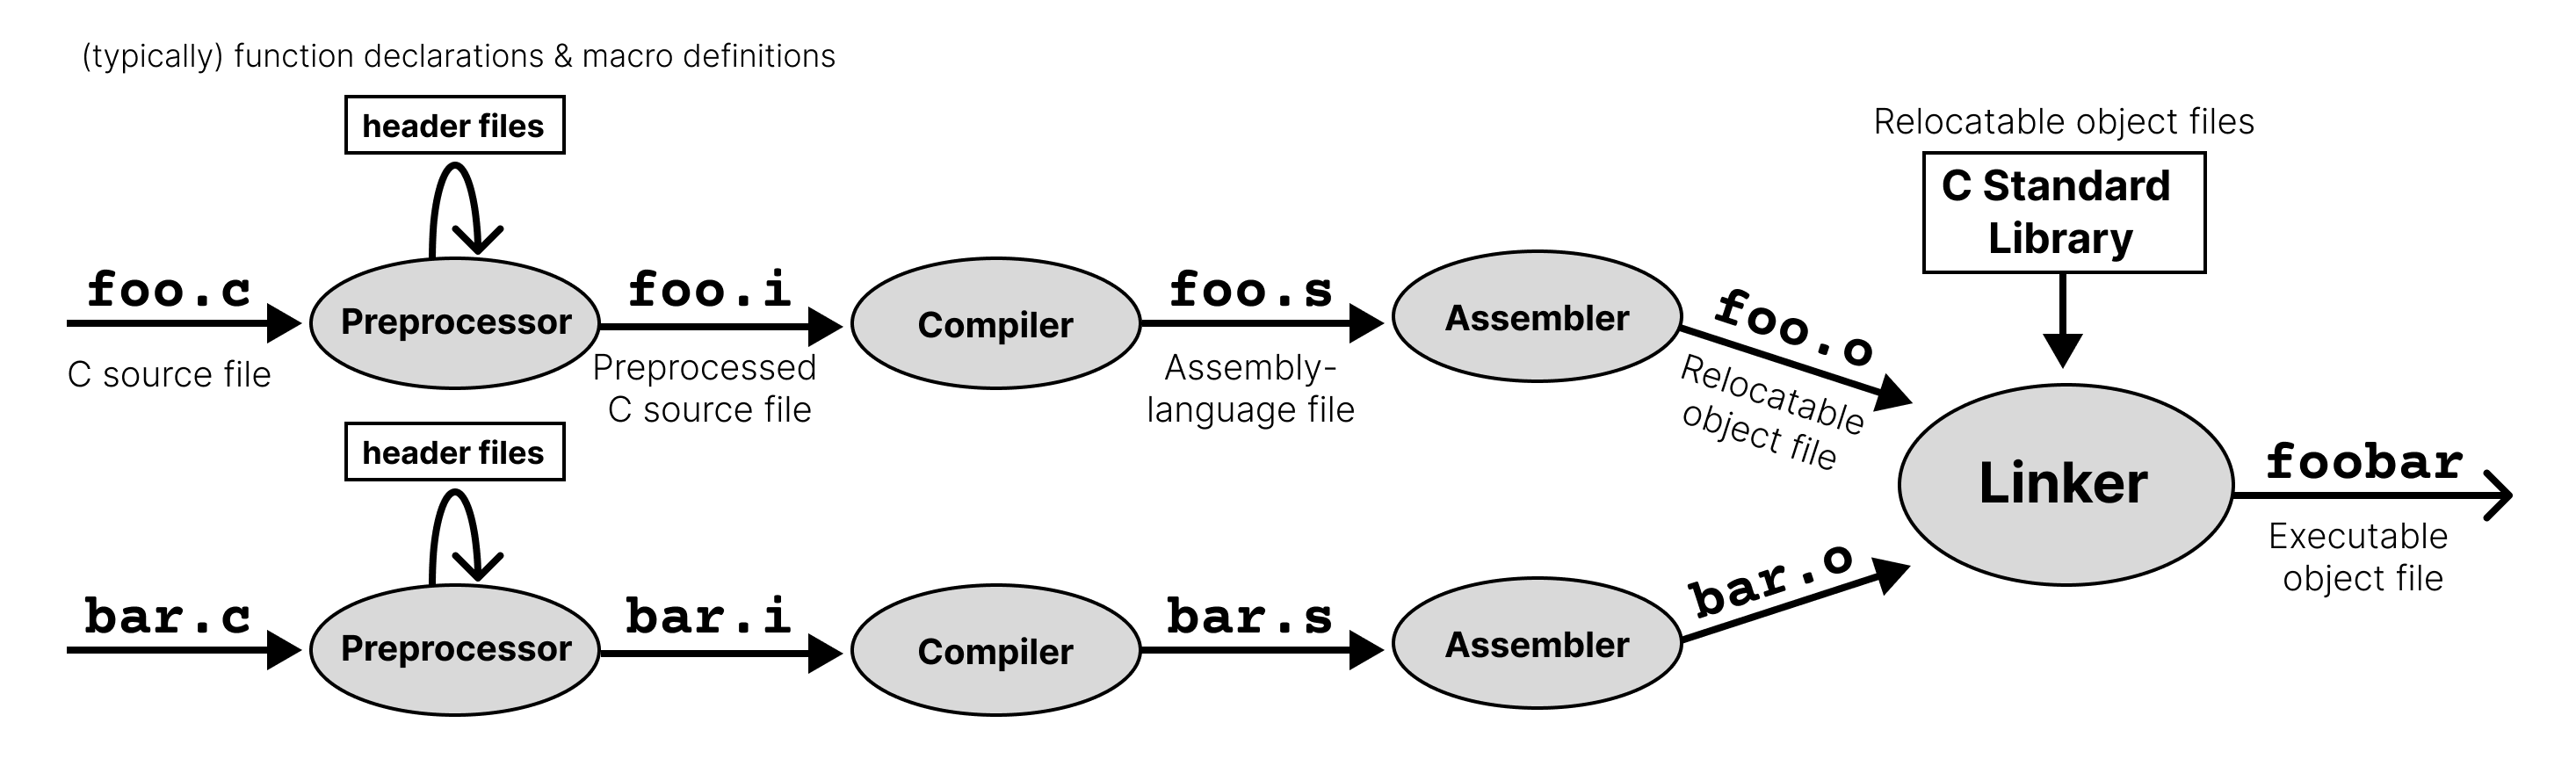 (typically) function declarations & macro definitions
header files
Relocatable object files
C Standard
Library
foo.c
Preprocessor
foo.i
Compiler
foo.s
Assembler
foo.o
C source file
Preprocessed
C source file
Assembly-
language file
Relocatable
object file
header files
Linker
foobar
Executable
object file
bar.c
Preprocessor
bar.i
Compiler
bar.s
Assembler
bar.o